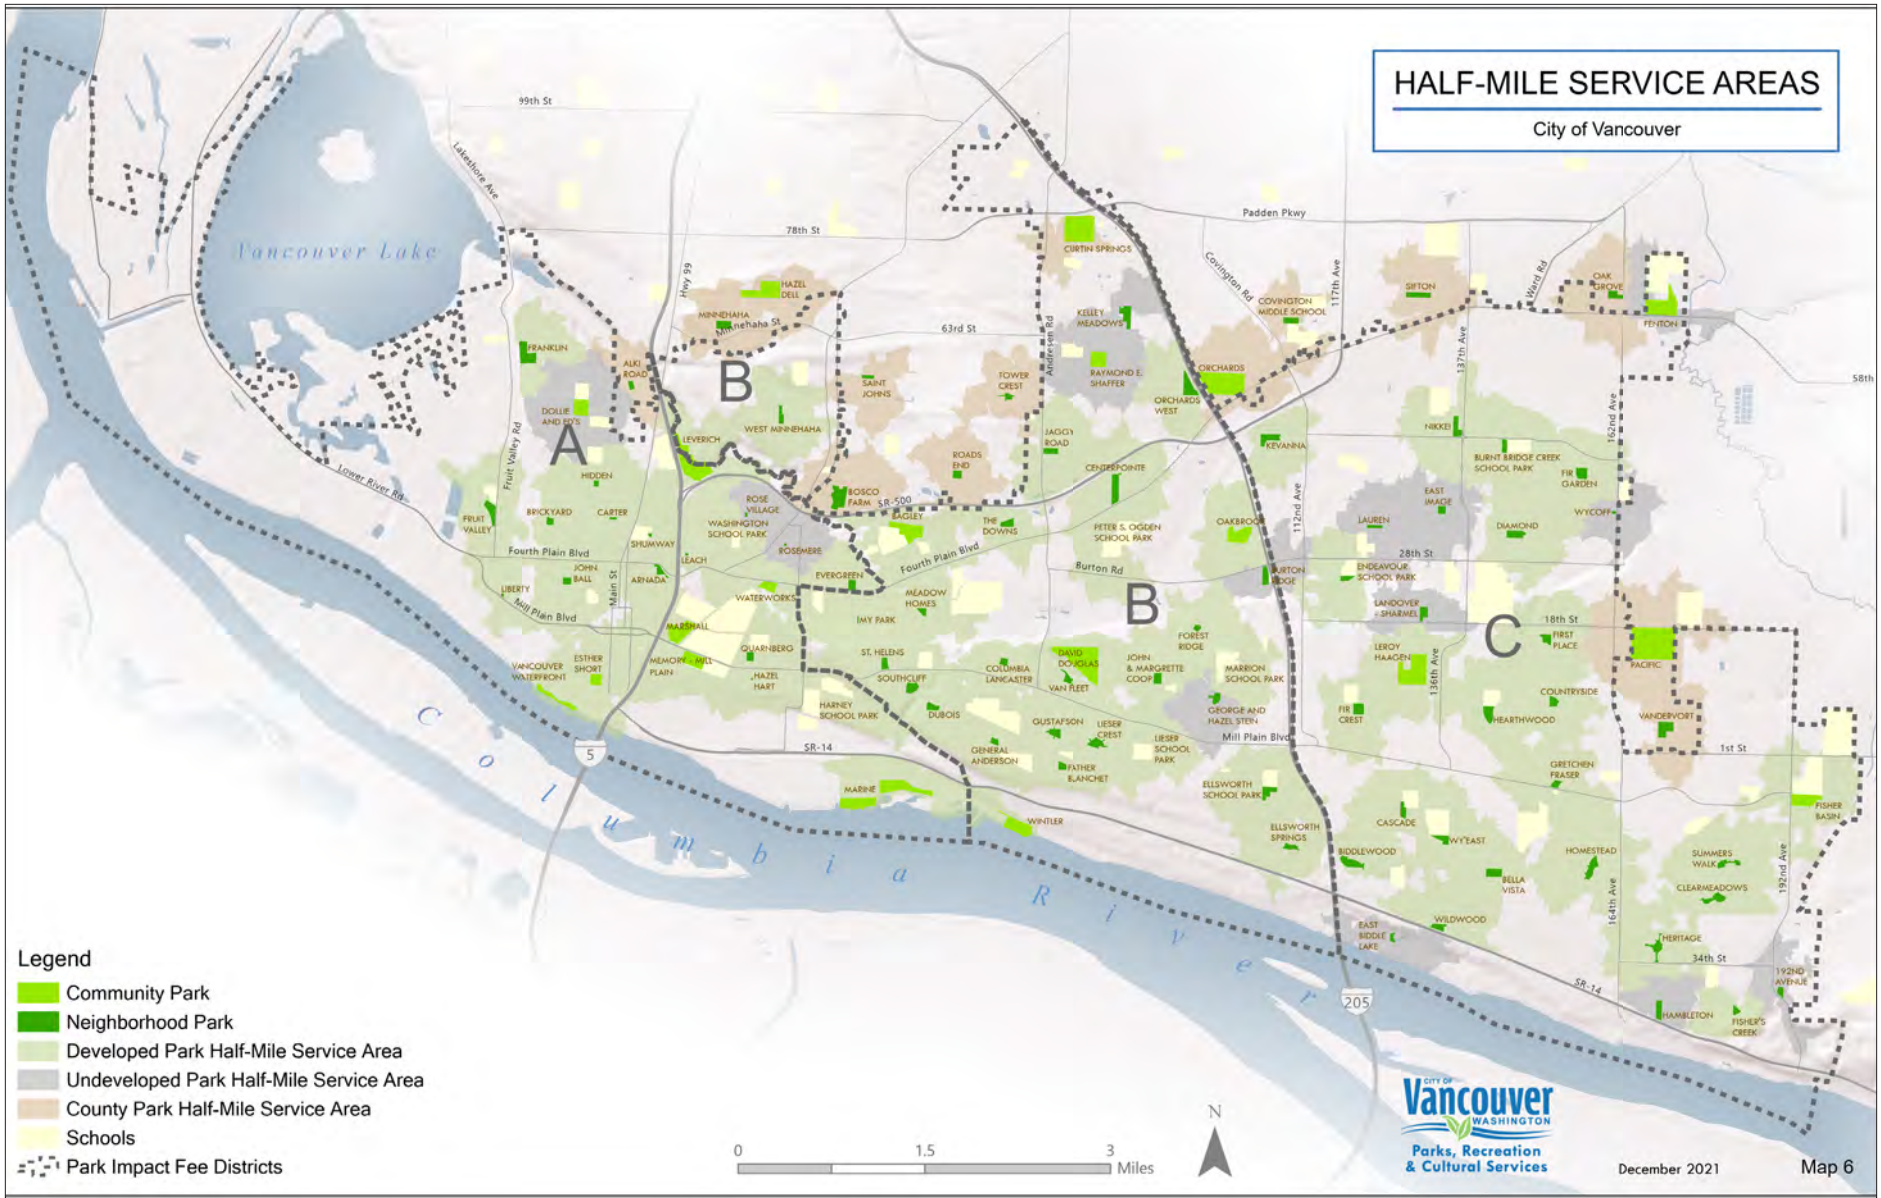 HALF-MILE SERVICE AREAS
City of Vancouver
99th St
Lakeshore Ave
Vancouver Lake
78th St
Hwy 99
Padden Pkwy
CURTIN SPRINGS
Covington Rd
117th Ave
Ward Rd
SIFTON
OAK
GROVE
HAZEL
DELL
MINNEHAHA
Minnehaha St
63rd St
Andresen Rd
KELLEY
MEADOWS
COVINGTON
MIDDLE SCHOOL
137th Ave
FENTON
FRANKLIN
ALKI
ROAD
B
SAINT
JOHNS
TOWER
CREST
RAYMOND E.
SHAFFER
ORCHARDS
ORCHARDS
WEST
58th
162nd Ave
DOLLIE
AND ED'S
A
Fruit Valley Rd
LEVERICH
WEST MINNEHAHA
JAGGY
ROAD
KEVANNA
NIKKEI
BURNT BRIDGE CREEK
SCHOOL PARK
FIR
GARDEN
Lower River Rd
HIDDEN
ROADS
END
CENTERPOINTE
112nd Ave
EAST
IMAGE
WYCOFF
BOSCO
FARM
SR-500
ROSE
VILLAGE
FRUIT
VALLEY
BRICKYARD
CARTER
WASHINGTON
SCHOOL PARK
BAGLEY
THE
DOWNS
PETER S. OGDEN
SCHOOL PARK
OAKBROOK
LAUREN
DIAMOND
SHUMWAY
ROSEMERE
Fourth Plain Blvd
Fourth Plain Blvd
LEACH
28th St
JOHN
BALL
ARNADA
EVERGREEN
Burton Rd
BURTON
RIDGE
ENDEAVOUR
SCHOOL PARK
LIBERTY
Mill Plain Blvd
Main St
WATERWORKS
MEADOW
HOMES
IMY PARK
B
LANDOVER
- SHARMEL
18th St
C
MARSHALL
FOREST
RIDGE
FIRST
PLACE
QUARNBERG
ST. HELENS
DAVID
DOUGLAS
JOHN
& MARGRETTE
COOP
LEROY
HAAGEN
136th Ave
PACIFIC
VANCOUVER
WATERFRONT
ESTHER
SHORT
MEMORY - MILL
PLAIN
HAZEL
HART
SOUTHCLIFF
COLUMBIA
LANCASTER
VAN FLEET
MARRION
SCHOOL PARK
COUNTRYSIDE
HARNEY
SCHOOL PARK
DUBOIS
GUSTAFSON
LIESER
CREST
GEORGE AND
HAZEL STEIN
FIR
CREST
HEARTHWOOD
VANDERVORT
SR-14
GENERAL
ANDERSON
LIESER
SCHOOL
PARK
Mill Plain Blvd
1st St
5
FATHER
BLANCHET
GRETCHEN
FRASER
MARINE
ELLSWORTH
SCHOOL PARK
WINTLER
ELLSWORTH
SPRINGS
CASCADE
FISHER
BASIN
WY'EAST
BIDDLEWOOD
HOMESTEAD
SUMMERS
WALK
192nd Ave
Columbia River
BELLA
VISTA
CLEARMEADOWS
164th Ave
EAST
BIDDLE
LAKE
WILDWOOD
HERITAGE
34th St
192ND
AVENUE
SR-14
205
HAMBLETON
FISHER'S
CREEK
Legend
Community Park
Neighborhood Park
Developed Park Half-Mile Service Area
Undeveloped Park Half-Mile Service Area
County Park Half-Mile Service Area
Schools
Park Impact Fee Districts
0 1.5 3
Miles
N
CITY OF
Vancouver
WASHINGTON
Parks, Recreation
& Cultural Services
December 2021
Map 6